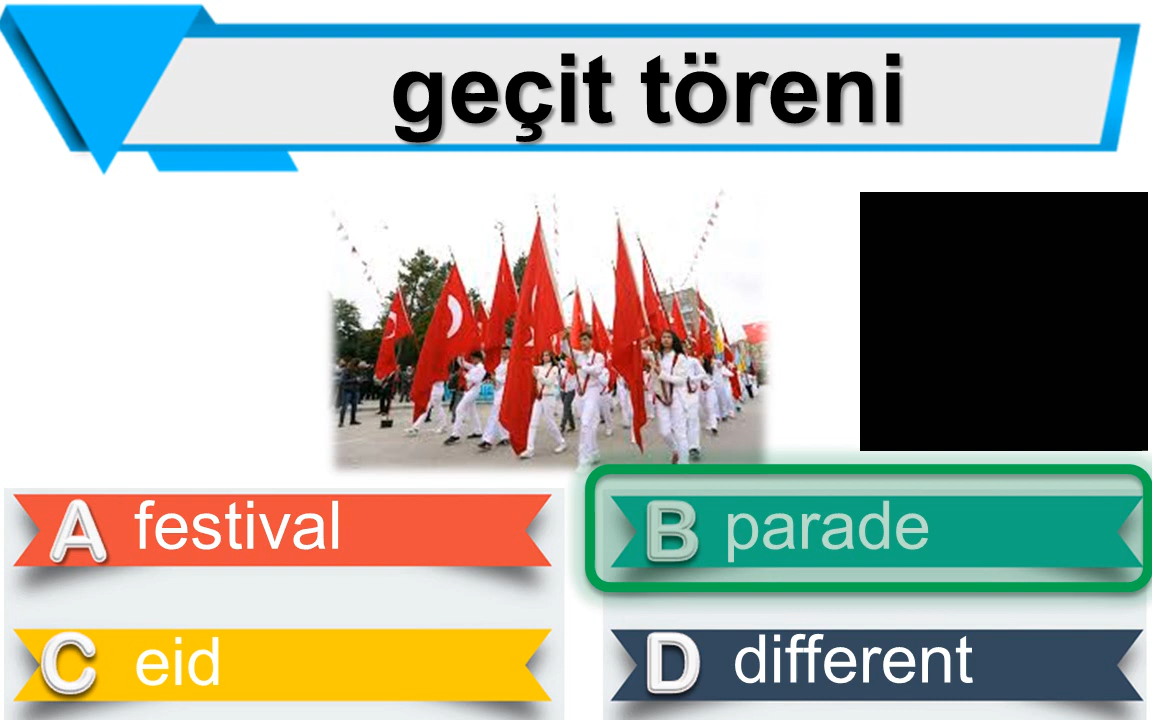 geçit töreni
A festival
B parade
C eid
D different